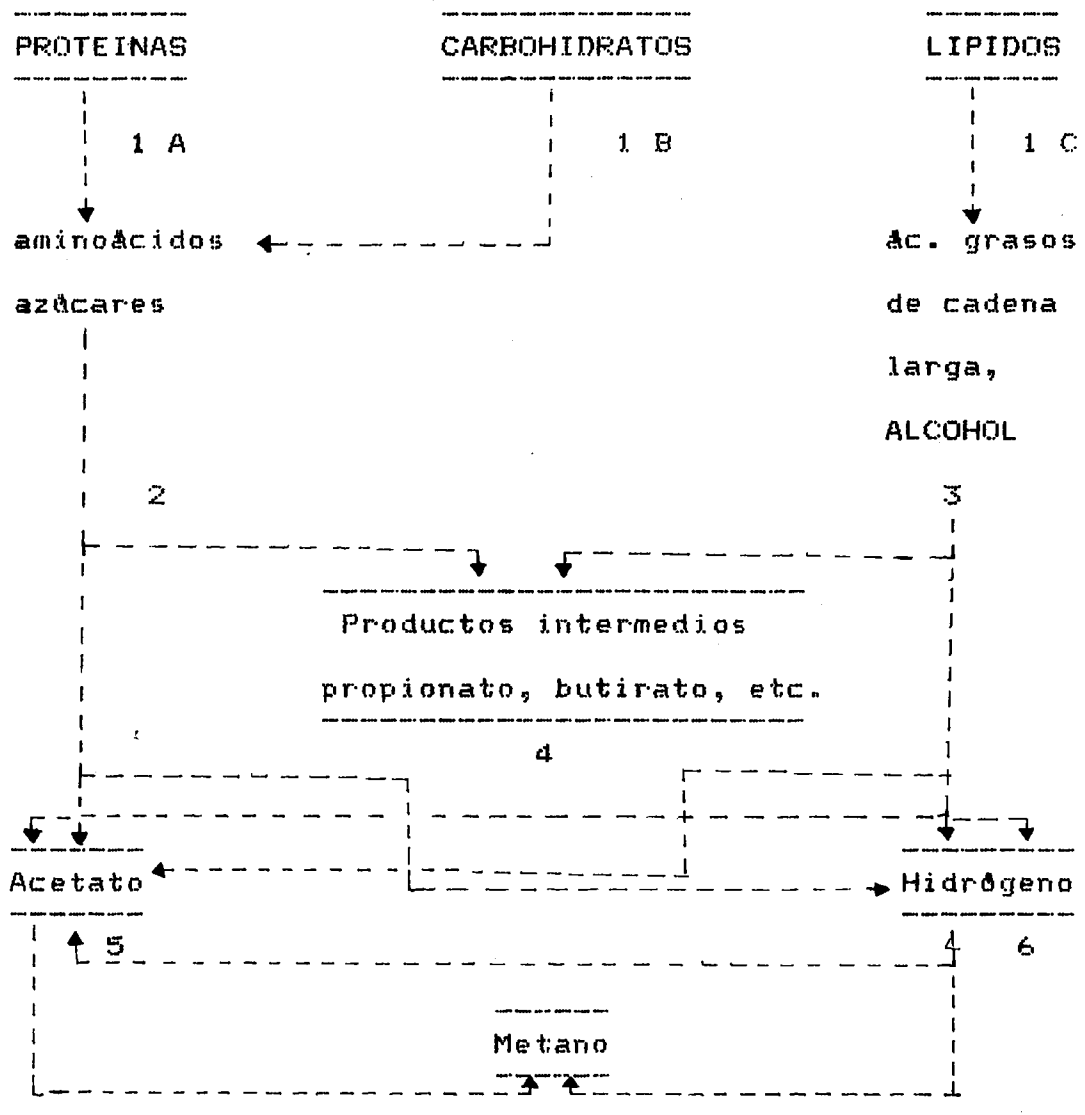 PROTEINAS CARBOHIDRATOS LIPIDOS
1 A 1 B 1 C
aminoácidos ác. grasos
azúcares de cadena
larga,
ALCOHOL
2 3
Productos intermedios
propionato, butirato, etc.
4
Acetato Hidrógeno
5 6
Metano